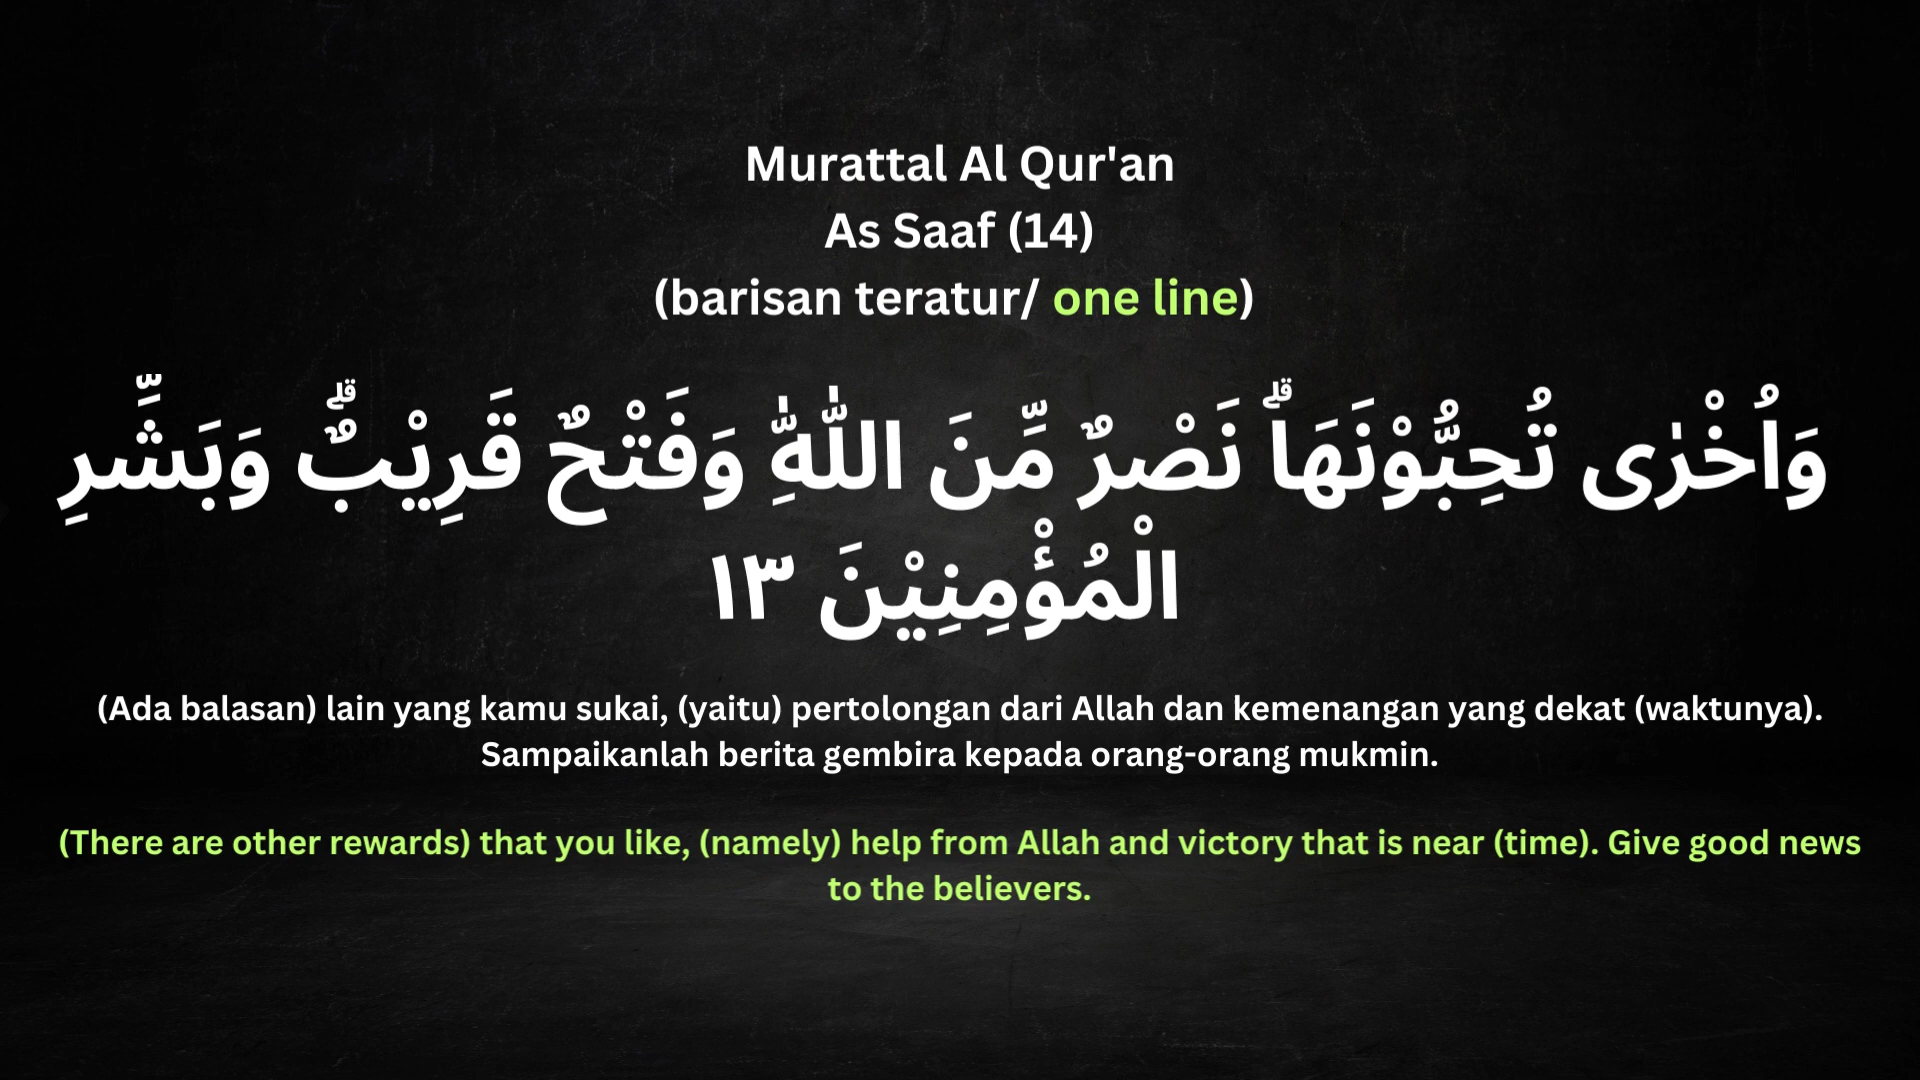 Murattal Al Qur'an
As Saaf (14)
(barisan teratur/ one line)
وَاُخْرٰى تُحِبُّوْنَهَاۗ نَصْرٌ مِّنَ اللّٰهِ وَفَتْحٌ قَرِيْبٌۗ وَبَشِّرِ
الْمُؤْمِنِيْنَ ١٣
(Ada balasan) lain yang kamu sukai, (yaitu) pertolongan dari Allah dan kemenangan yang dekat (waktunya).
Sampaikanlah berita gembira kepada orang-orang mukmin.
(There are other rewards) that you like, (namely) help from Allah and victory that is near (time). Give good news
to the believers.